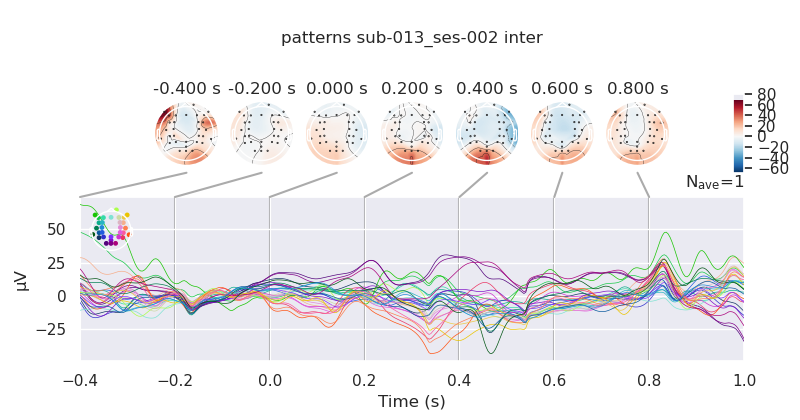 patterns sub-013_ses-002 inter
-0.400 s -0.200 s 0.000 s 0.200 s 0.400 s 0.600 s 0.800 s
80
60
40
20
0
−20
−40
−60
Nave=1
50
25
0
−25
µV
−0.4 −0.2 0.0 0.2 0.4 0.6 0.8 1.0
Time (s)